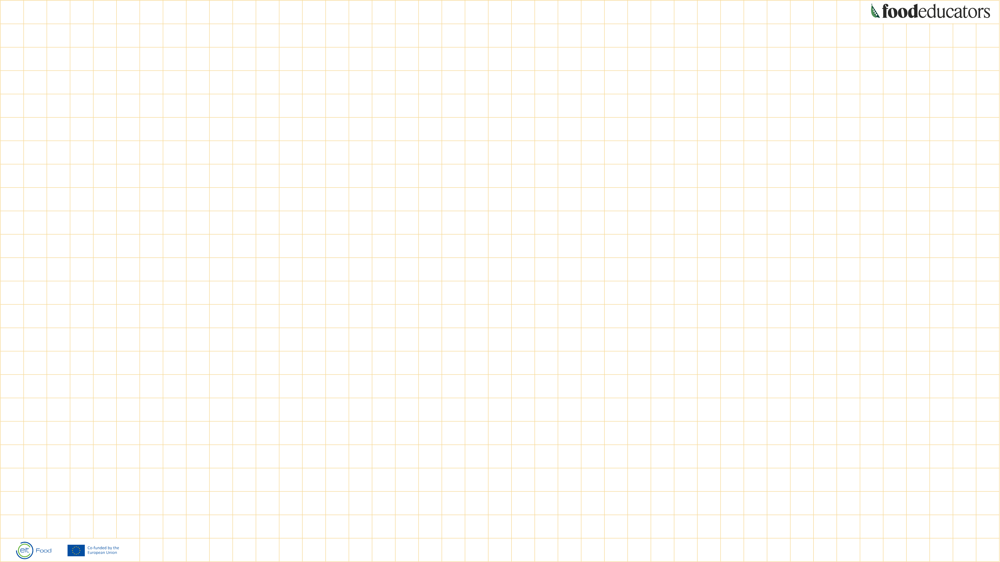 foodeducators
eit Food
Co-funded by the
European Union